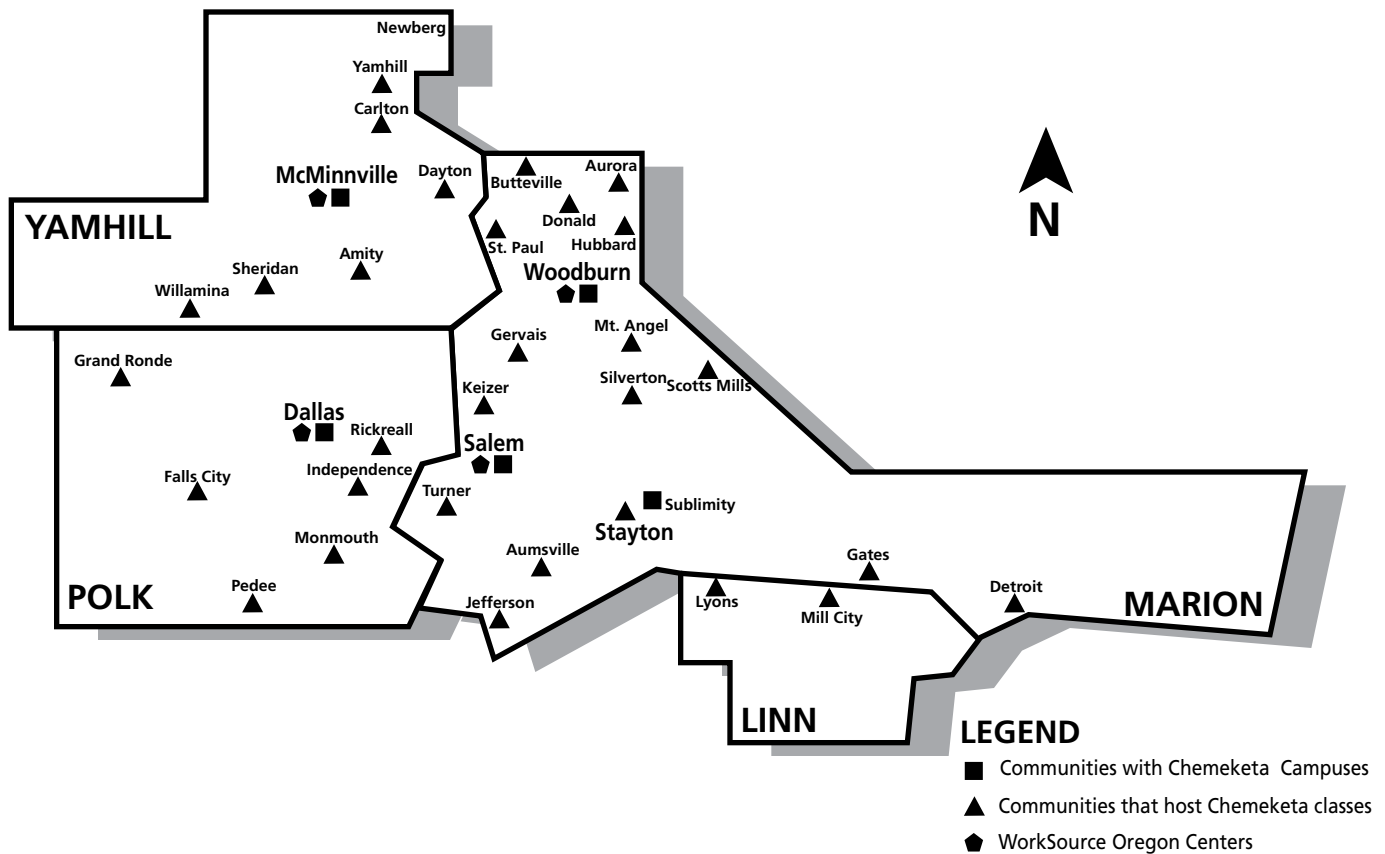 Newberg
Yamhill
Carlton
McMinnville
Dayton
YAMHILL
Amity
Sheridan
Willamina
Butteville
Aurora
Donald
St. Paul
Hubbard
Woodburn
N
Gervais
Mt. Angel
Silverton
Scotts Mills
Keizer
Salem
Grand Ronde
Dallas
Rickreall
Independence
Falls City
Monmouth
Pedee
POLK
Turner
Sublimity
Stayton
Aumsville
Jefferson
Gates
Lyons
Mill City
Detroit
MARION
LINN
LEGEND
Communities with Chemeketa Campuses
Communities that host Chemeketa classes
WorkSource Oregon Centers